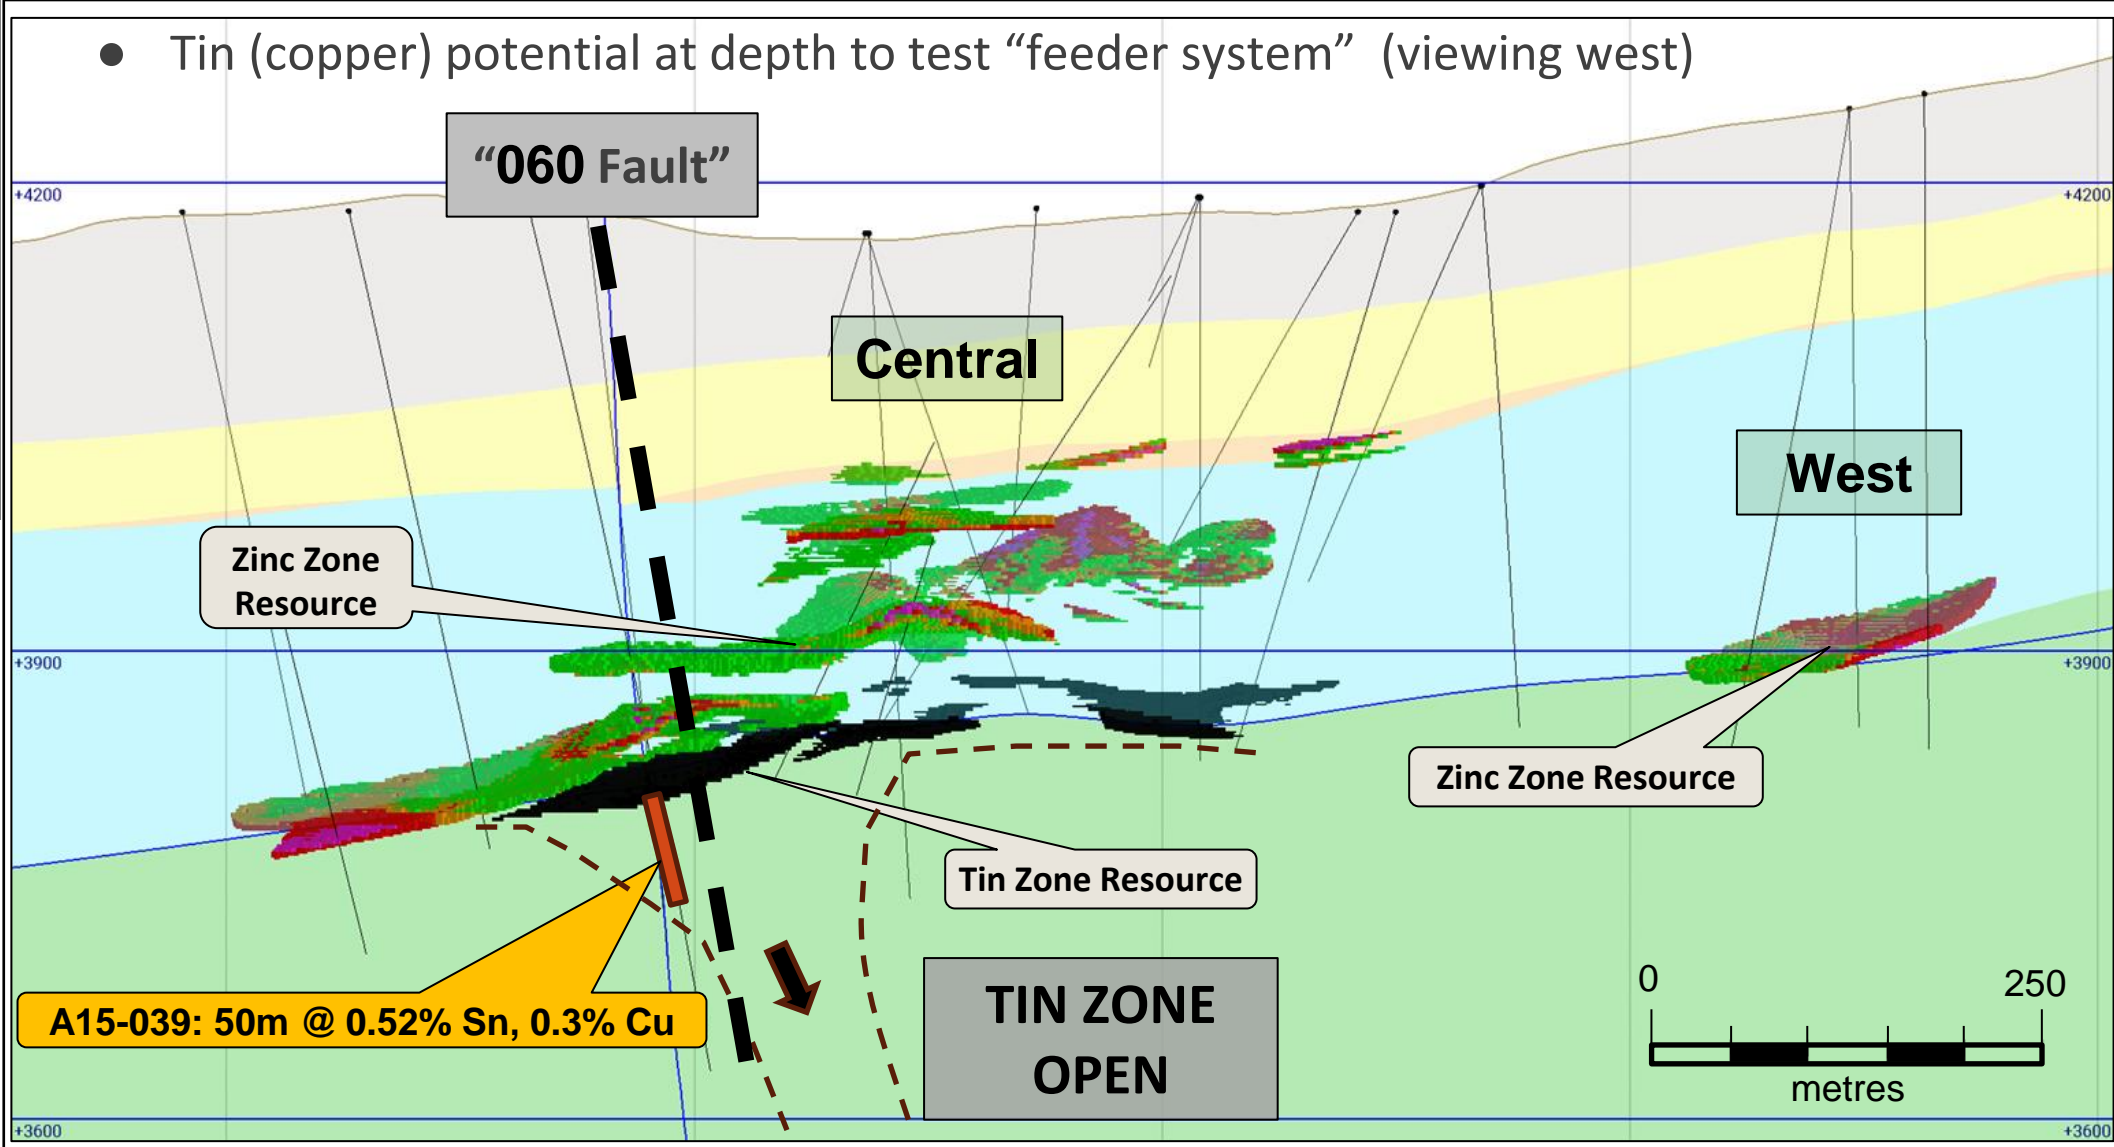 ● Tin (copper) potential at depth to test “feeder system” (viewing west)
“060 Fault”
+4200
+4200
Central
West
Zinc Zone
Resource
+3900
+3900
Zinc Zone Resource
Tin Zone Resource
A15-039: 50m @ 0.52% Sn, 0.3% Cu
TIN ZONE
OPEN
0 250
metres
+3600
+3600